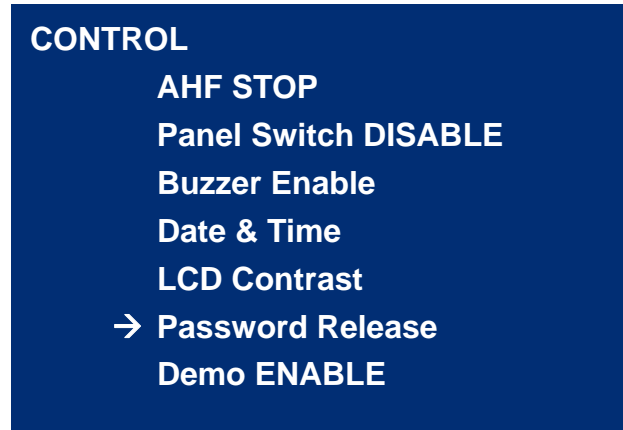 CONTROL
AHF STOP
Panel Switch DISABLE
Buzzer Enable
Date & Time
LCD Contrast
→ Password Release
Demo ENABLE